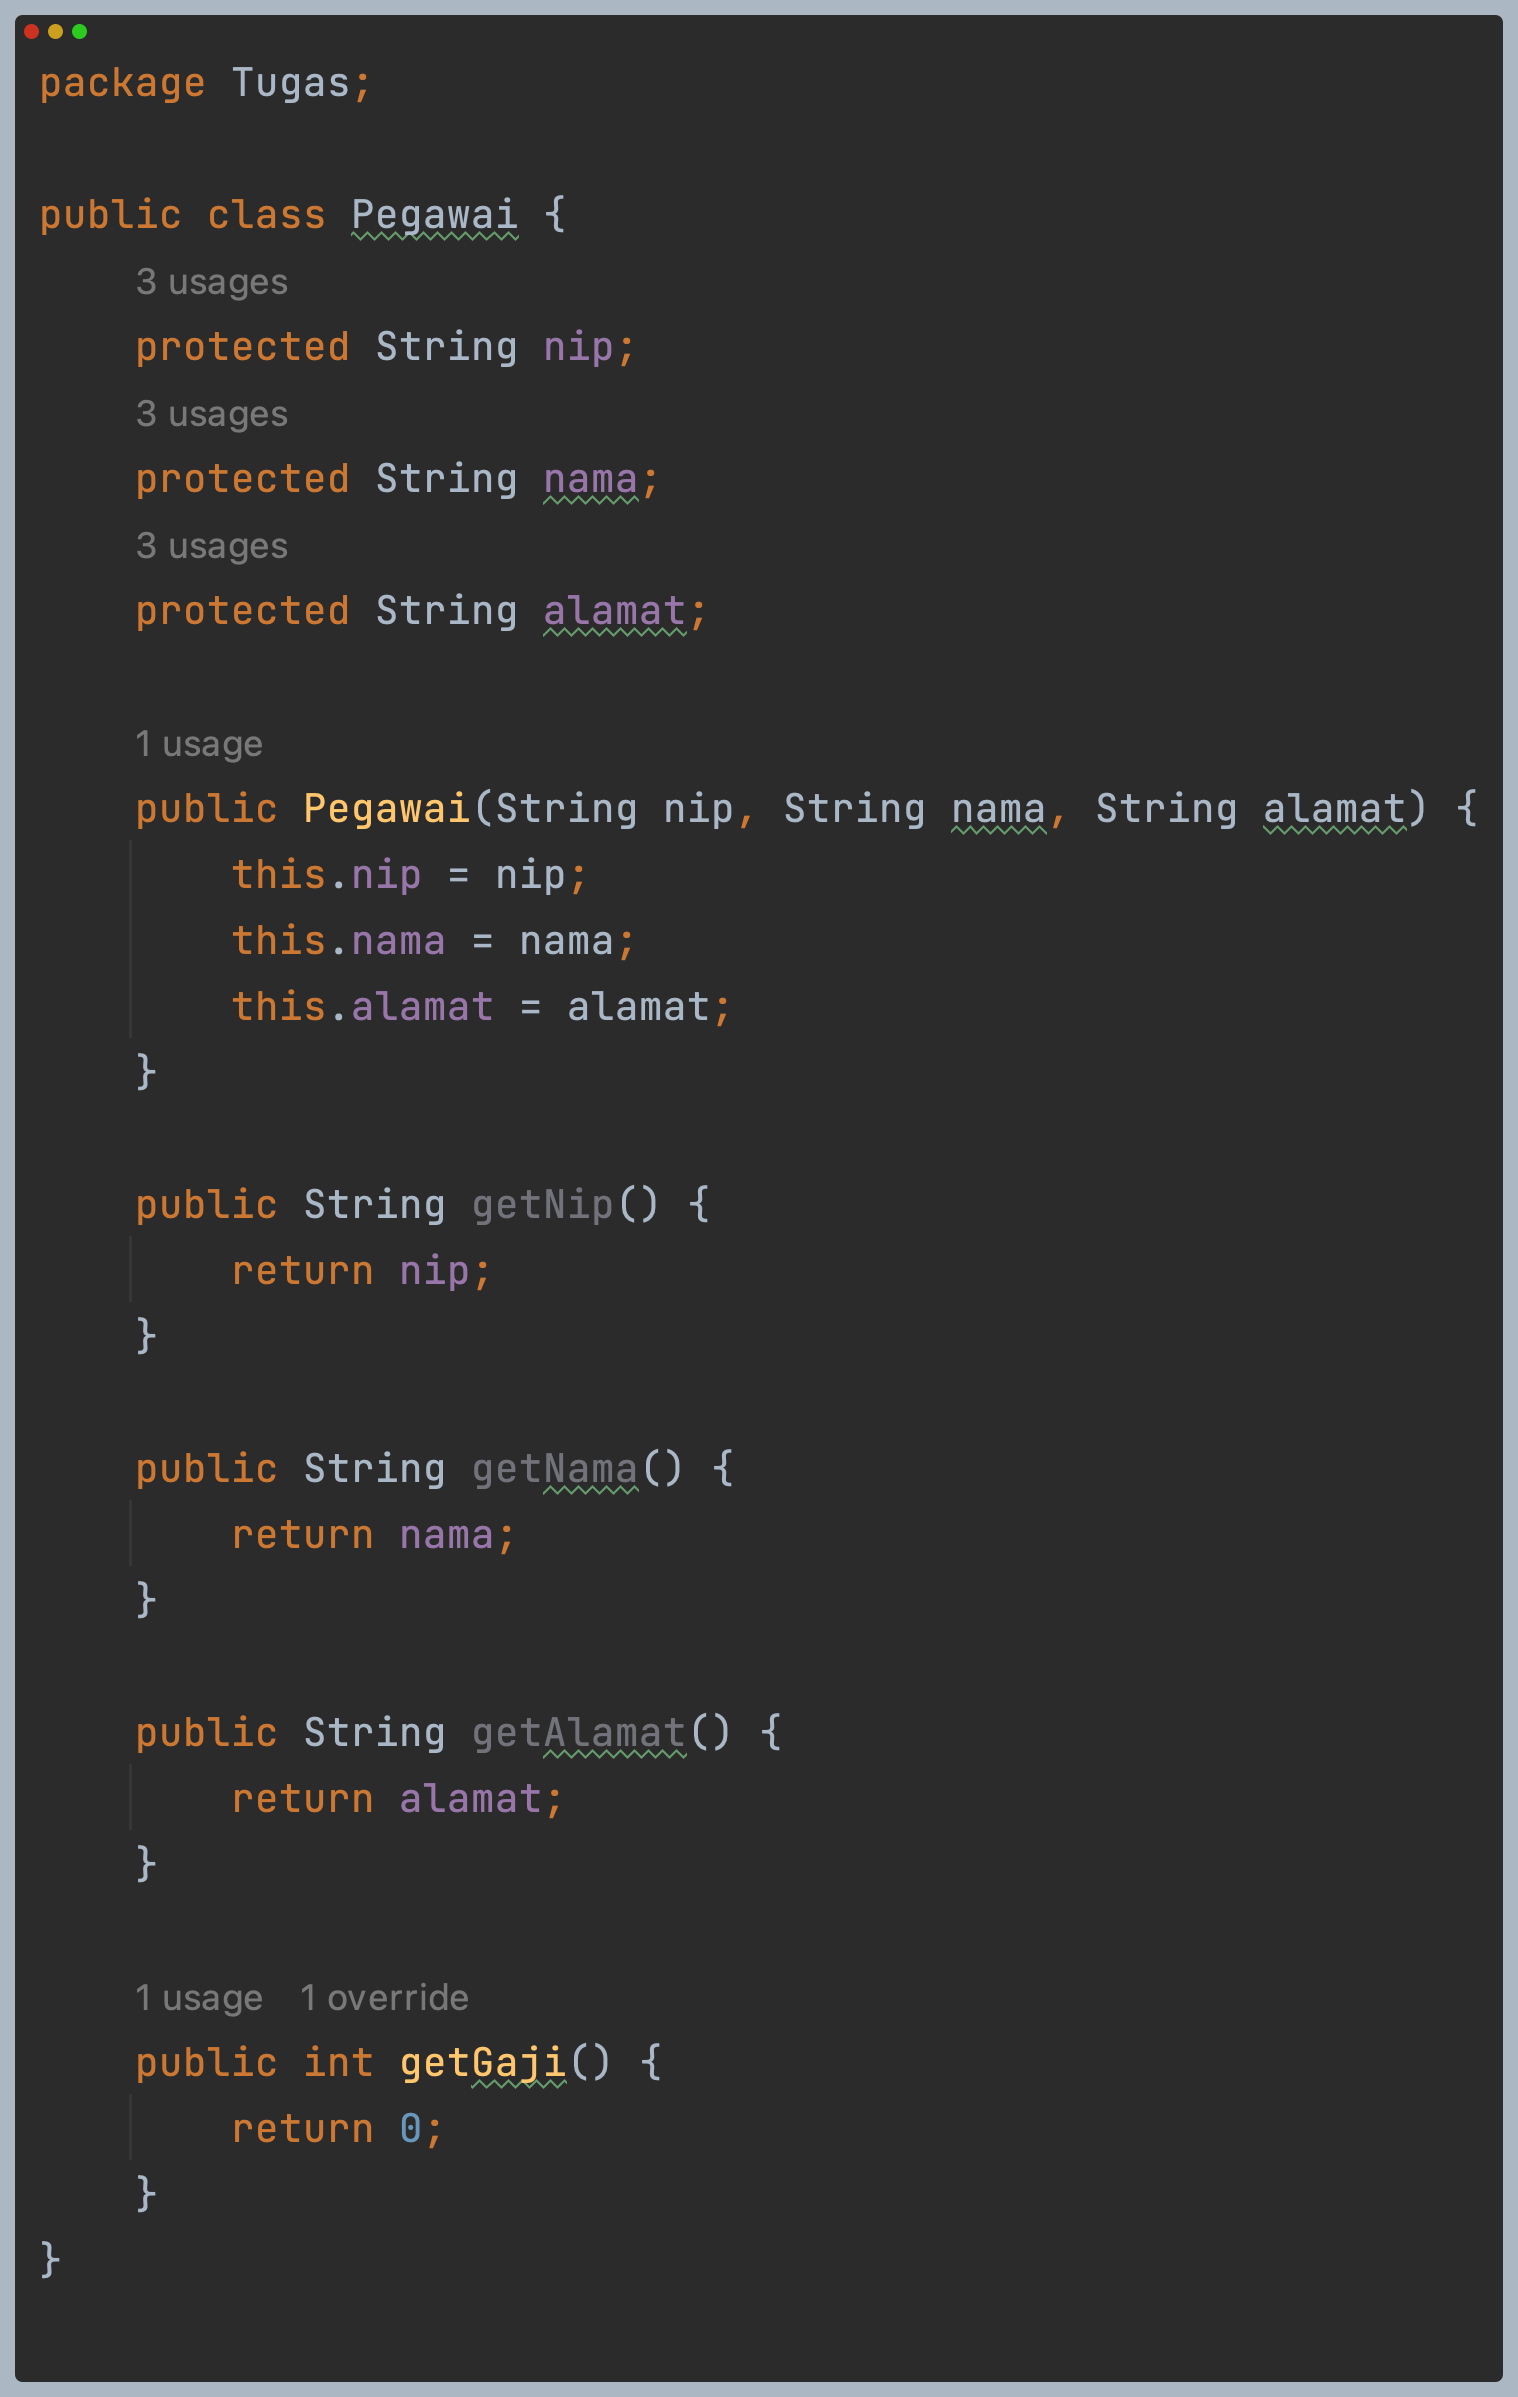 package Tugas;
public class Pegawai {
3 usages
protected String nip;
3 usages
protected String nama;
3 usages
protected String alamat;
1 usage
public Pegawai(String nip, String nama, String alamat) {
this.nip = nip;
this.nama = nama;
this.alamat = alamat;
}
public String getNip() {
return nip;
}
public String getNama() {
return nama;
}
public String getAlamat() {
return alamat;
}
1 usage 1 override
public int getGaji() {
return 0;
}
}